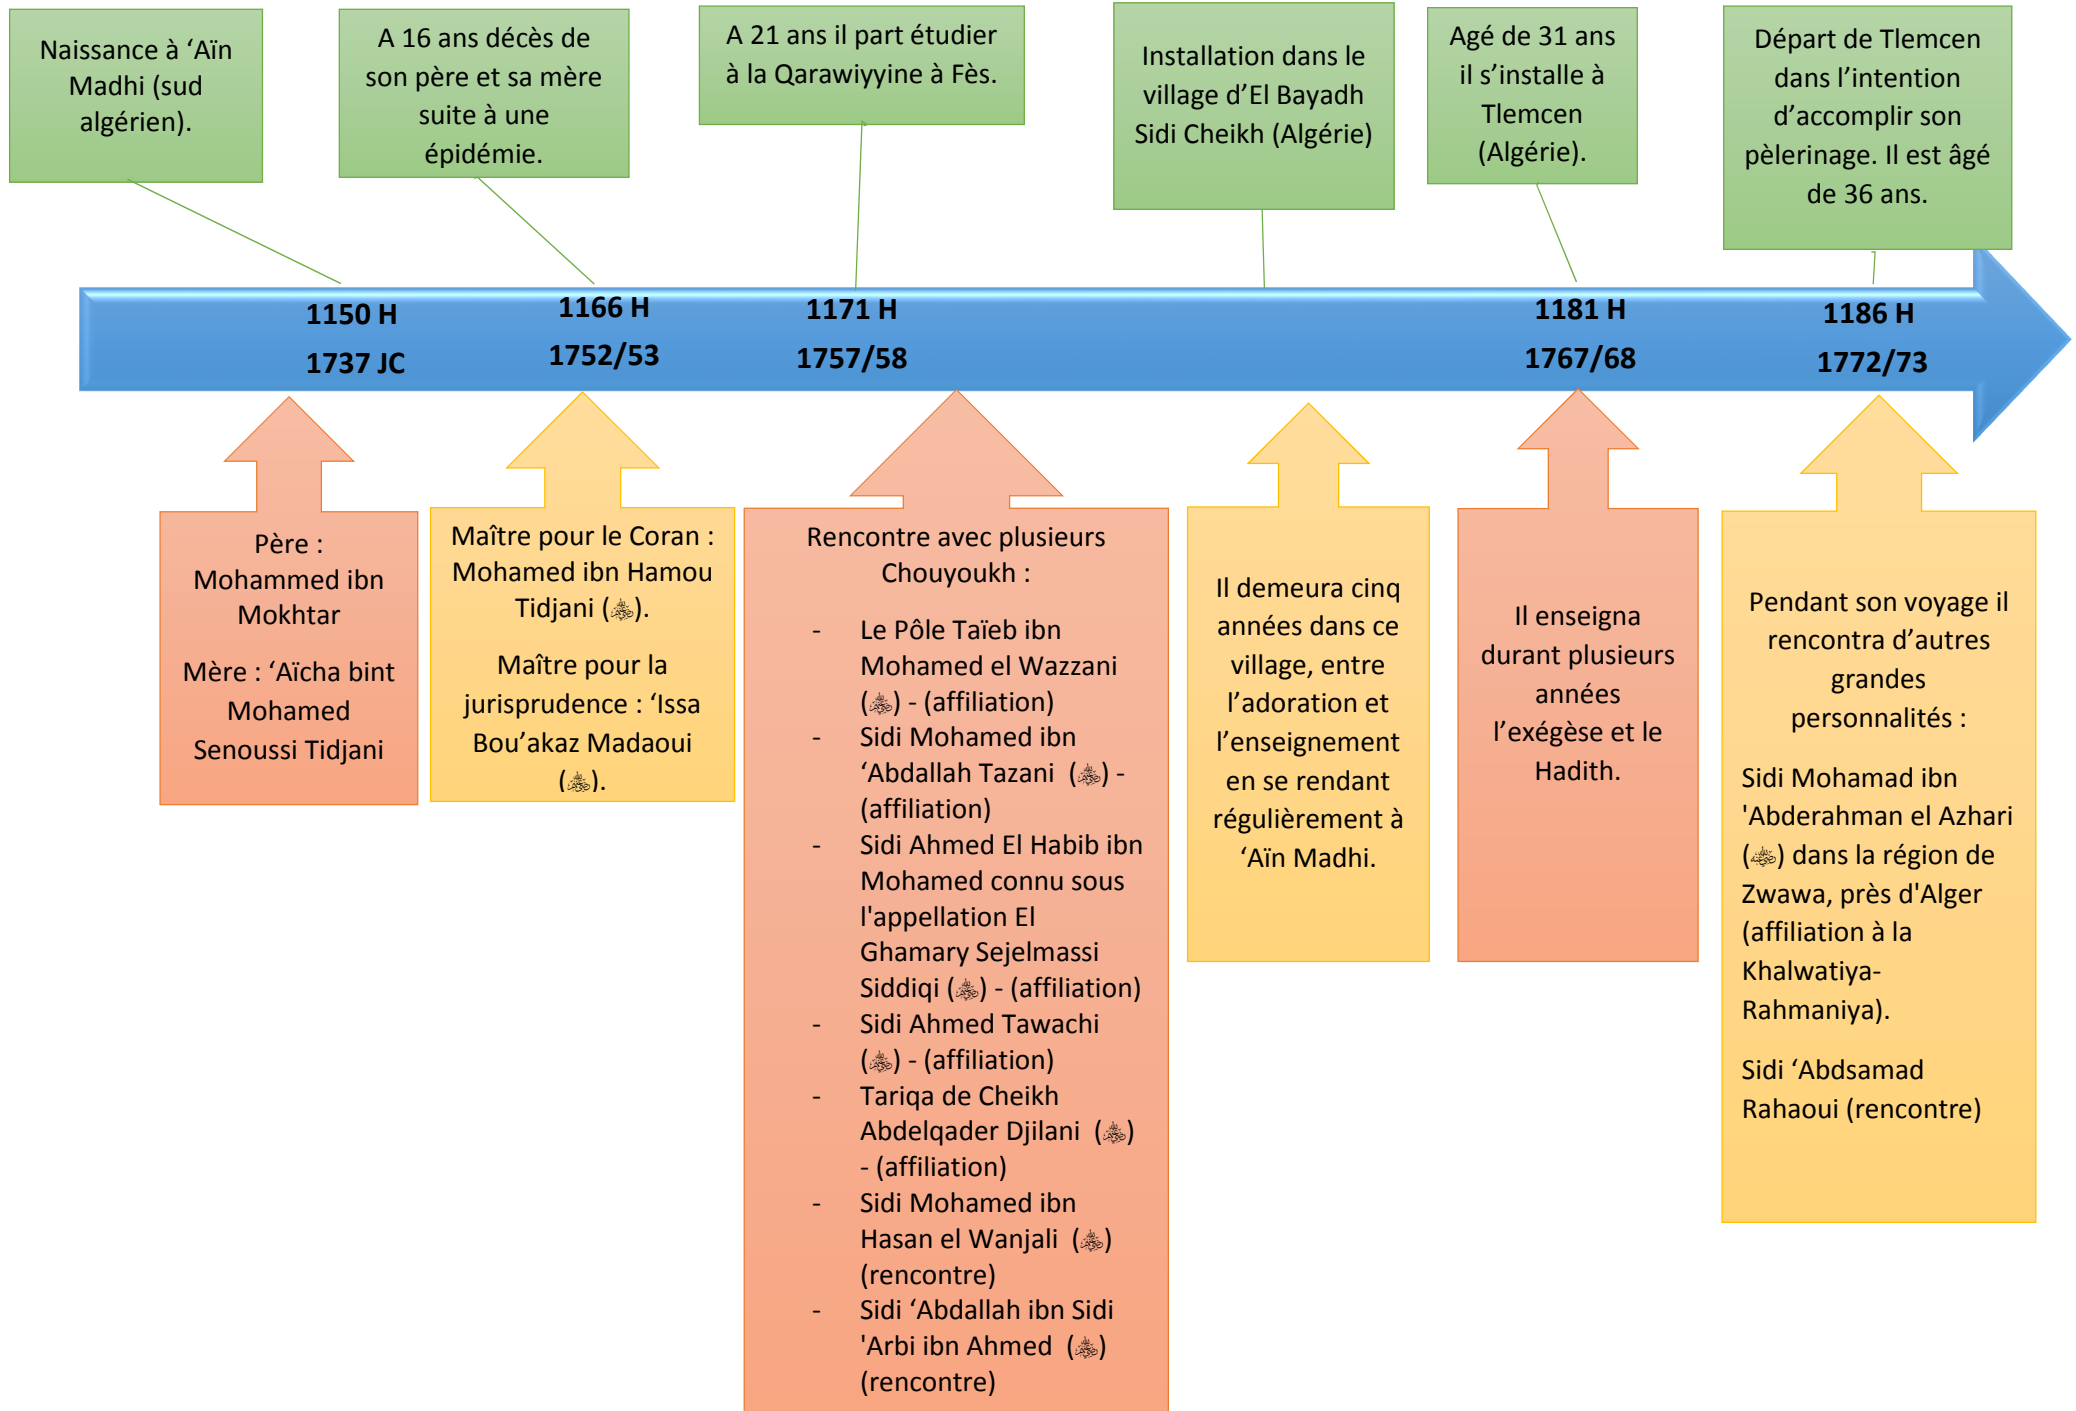 Naissance à ‘Aïn
Madhi (sud
algérien).
A 16 ans décès de
son père et sa mère
suite à une
épidémie.
A 21 ans il part étudier
à la Qarawiyyine à Fès.
Installation dans le
village d’El Bayadh
Sidi Cheikh (Algérie)
Agé de 31 ans
il s’installe à
Tlemcen
(Algérie).
Départ de Tlemcen
dans l’intention
d’accomplir son
pèlerinage. Il est âgé
de 36 ans.
1150 H
1737 JC
1166 H
1752/53
1171 H
1757/58
1181 H
1767/68
1186 H
1772/73
Père :
Mohammed ibn
Mokhtar
Mère : ‘Aïcha bint
Mohamed
Senoussi Tidjani
Maître pour le Coran :
Mohamed ibn Hamou
Tidjani (﷜).
Maître pour la
jurisprudence : ‘Issa
Bou’akaz Madaoui
(﷜).
Rencontre avec plusieurs
Chouyoukh :
- Le Pôle Taïeb ibn
Mohamed el Wazzani
(﷜) - (affiliation)
- Sidi Mohamed ibn
‘Abdallah Tazani (﷜) -
(affiliation)
- Sidi Ahmed El Habib ibn
Mohamed connu sous
l'appellation El
Ghamary Sejelmassi
Siddiqi (﷜) - (affiliation)
- Sidi Ahmed Tawachi
(﷜) - (affiliation)
- Tariqa de Cheikh
Abdelqader Djilani (﷜)
- (affiliation)
- Sidi Mohamed ibn
Hasan el Wanjali (﷜)
(rencontre)
- Sidi ‘Abdallah ibn Sidi
'Arbi ibn Ahmed (﷜)
(rencontre)
Il demeura cinq
années dans ce
village, entre
l’adoration et
l’enseignement
en se rendant
régulièrement à
‘Aïn Madhi.
Il enseigna
durant plusieurs
années
l’exégèse et le
Hadith.
Pendant son voyage il
rencontra d’autres
grandes
personnalités :
Sidi Mohamad ibn
'Abderahman el Azhari
(﷜) dans la région de
Zwawa, près d'Alger
(affiliation à la
Khalwatiya-
Rahmaniya).
Sidi ‘Abdsamad
Rahaoui (rencontre)